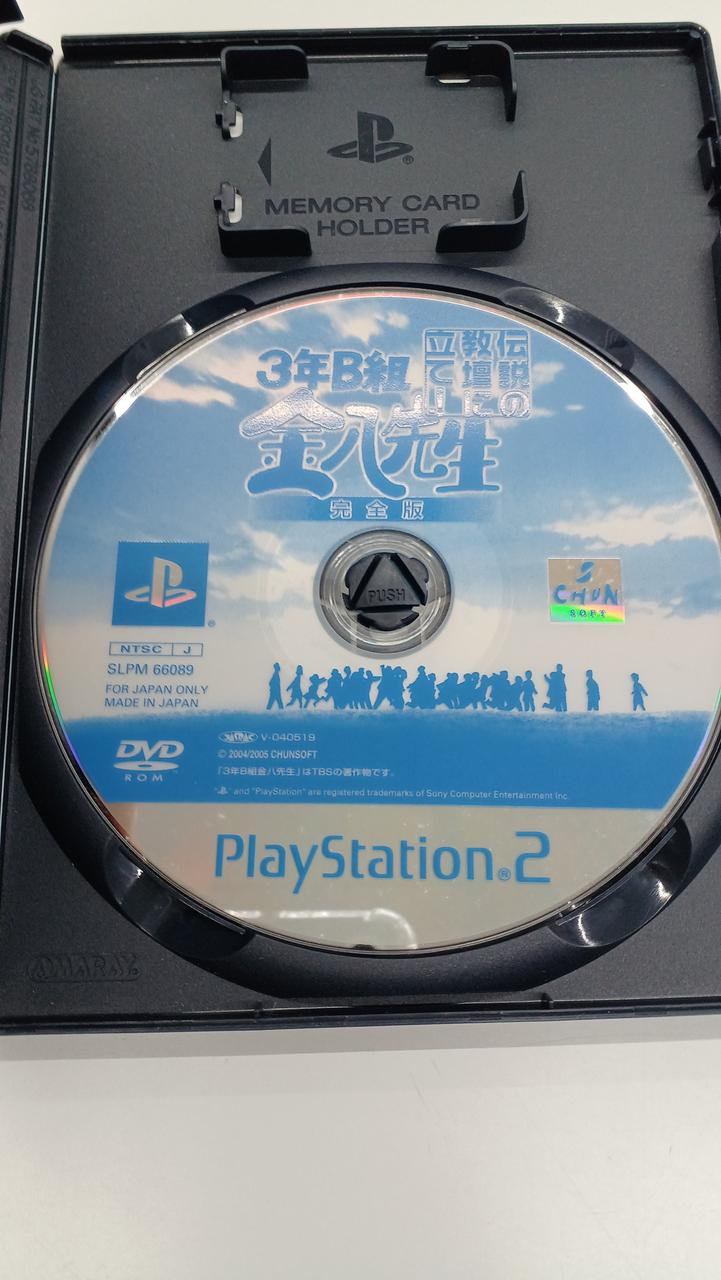 MEMORY CARD
HOLDER
3年B組
金八先生
伝説の
教壇に
立て!!
完全版
PUSH
CHUN
SOFT
NTSC J
SLPM 66089
FOR JAPAN ONLY
MADE IN JAPAN
DVD
ROM
V-040519
© 2004/2005 CHUNSOFT
「3年B組金八先生」はTBSの著作物です。
" " and "PlayStation" are registered trademarks of Sony Computer Entertainment Inc.
PlayStation®2
AMARAY